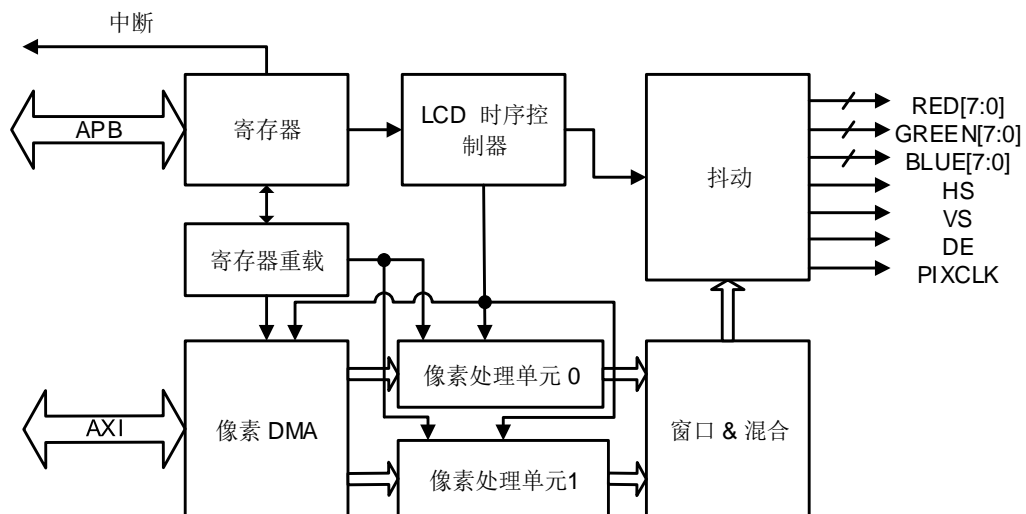 中断
APB
寄存器
LCD 时序控
制器
抖动
RED[7:0]
GREEN[7:0]
BLUE[7:0]
HS
VS
DE
PIXCLK
寄存器重载
AXI
像素 DMA
像素处理单元 0
像素处理单元1
窗口 & 混合